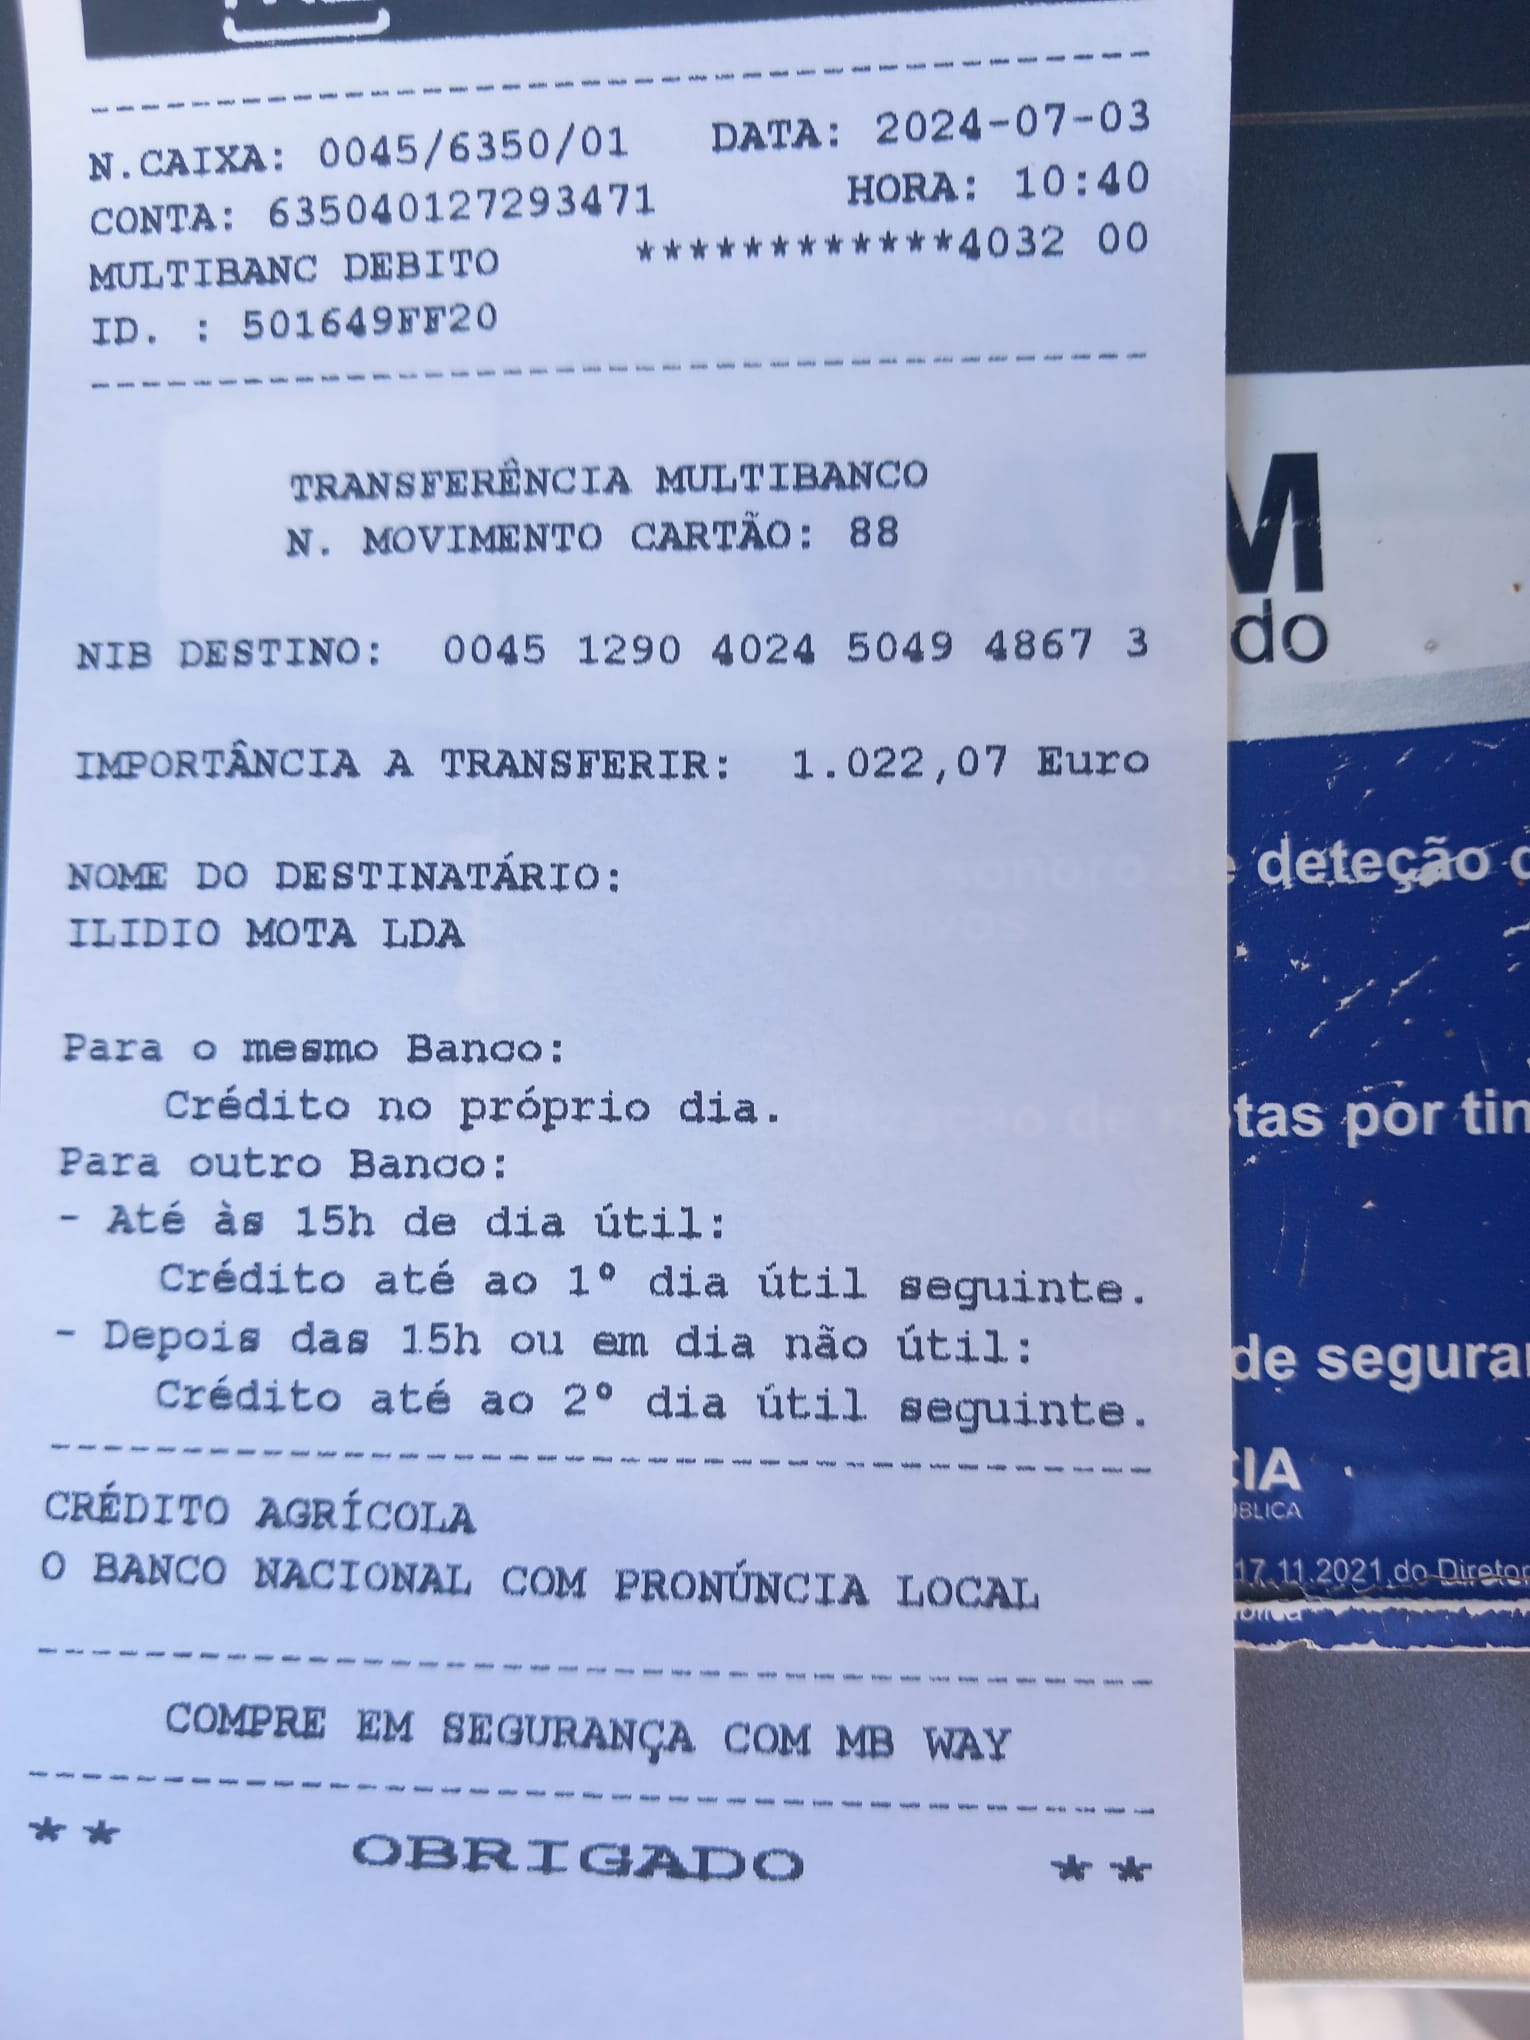 N.CAIXA: 0045/6350/01 DATA: 2024-07-03
CONTA: 635040127293471 HORA: 10:40
MULTIBANC DEBITO ************4032 00
ID. : 501649FF20
TRANSFERÊNCIA MULTIBANCO
N. MOVIMENTO CARTÃO: 88
NIB DESTINO: 0045 1290 4024 5049 4867 3
IMPORTÂNCIA A TRANSFERIR: 1.022,07 Euro
NOME DO DESTINATÁRIO:
ILIDIO MOTA LDA
Para o mesmo Banco:
Crédito no próprio dia.
Para outro Banco:
- Até às 15h de dia útil:
Crédito até ao 1º dia útil seguinte.
- Depois das 15h ou em dia não útil:
Crédito até ao 2º dia útil seguinte.
CRÉDITO AGRÍCOLA
O BANCO NACIONAL COM PRONÚNCIA LOCAL
COMPRE EM SEGURANÇA COM MB WAY
** OBRIGADO **
M
do
deteção
tas por tin
de segura
CIA
BLICA
17.11.2021 do Diretor